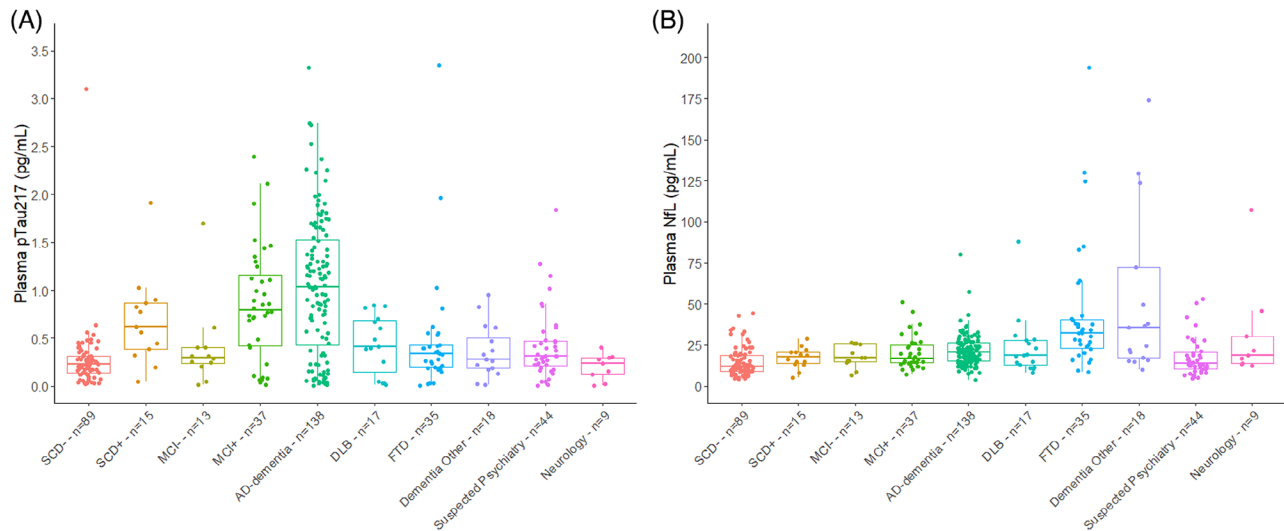 (A)
Plasma pTau217 (pg/mL)
3.5
3.0
2.5
2.0
1.5
1.0
0.5
0.0
SCD- - n=89
SCD+ - n=15
MCI- - n=13
MCI+ - n=37
AD-dementia - n=138
DLB - n=17
FTD - n=35
Dementia Other - n=18
Suspected Psychiatry - n=44
Neurology - n=9
(B)
Plasma NfL (pg/mL)
200
175
150
125
100
75
50
25
0
SCD- - n=89
SCD+ - n=15
MCI- - n=13
MCI+ - n=37
AD-dementia - n=138
DLB - n=17
FTD - n=35
Dementia Other - n=18
Suspected Psychiatry - n=44
Neurology - n=9